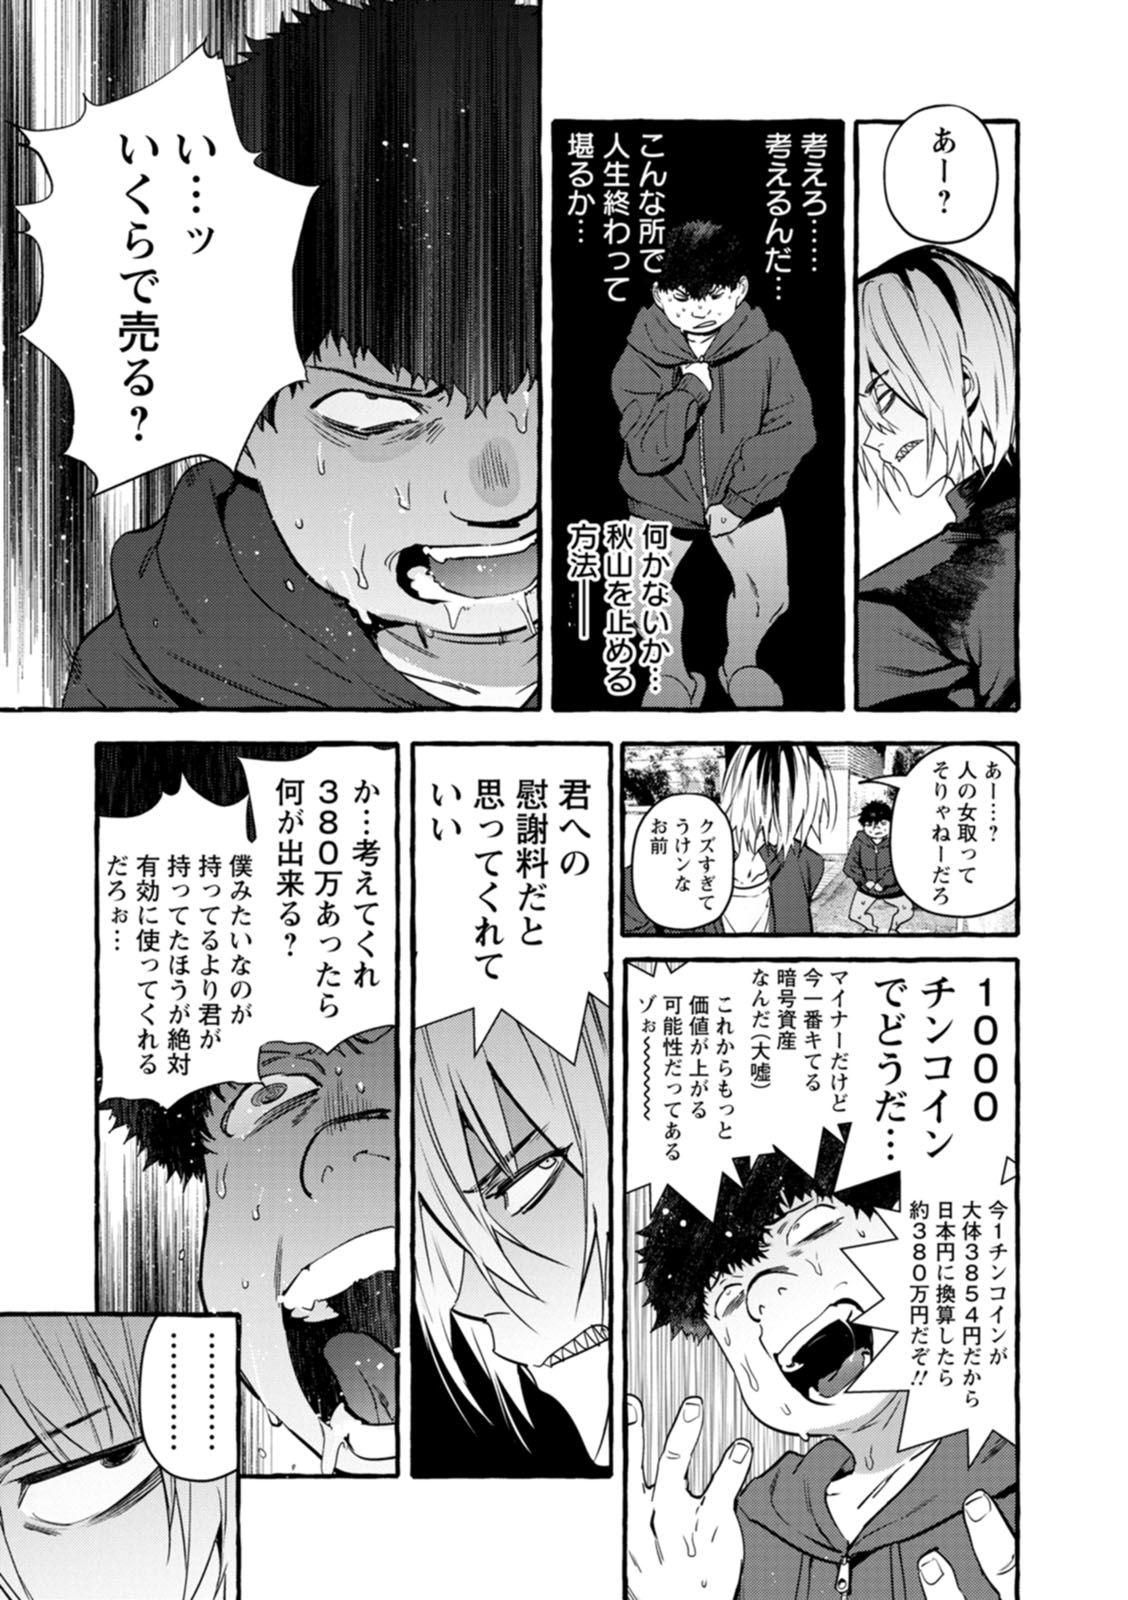 あー？
考えろ……
考えるんだ…
こんな所で
人生終わって
堪るか…
何かないか…
秋山を止める
方法――
い……ッ
いくらで売る？
あー…？
人の女取って
そりゃねーだろ
クズすぎて
うけンな
お前
１０００
チンコイン
でどうだ…
マイナーだけど
今一番キてる
暗号資産
なんだ（大嘘）
これからもっと
価値が上がる
可能性だってある
ゾぉ～～～～
今１チンコインが
大体３８５４円だから
日本円に換算したら
約３８０万円だぞ！！
君への
慰謝料だと
思ってくれて
いい
か…考えてくれ
３８０万あったら
何が出来る？
僕みたいなのが
持ってるより君が
持ってたほうが絶対
有効に使ってくれる
だろぉ…
…………
…………